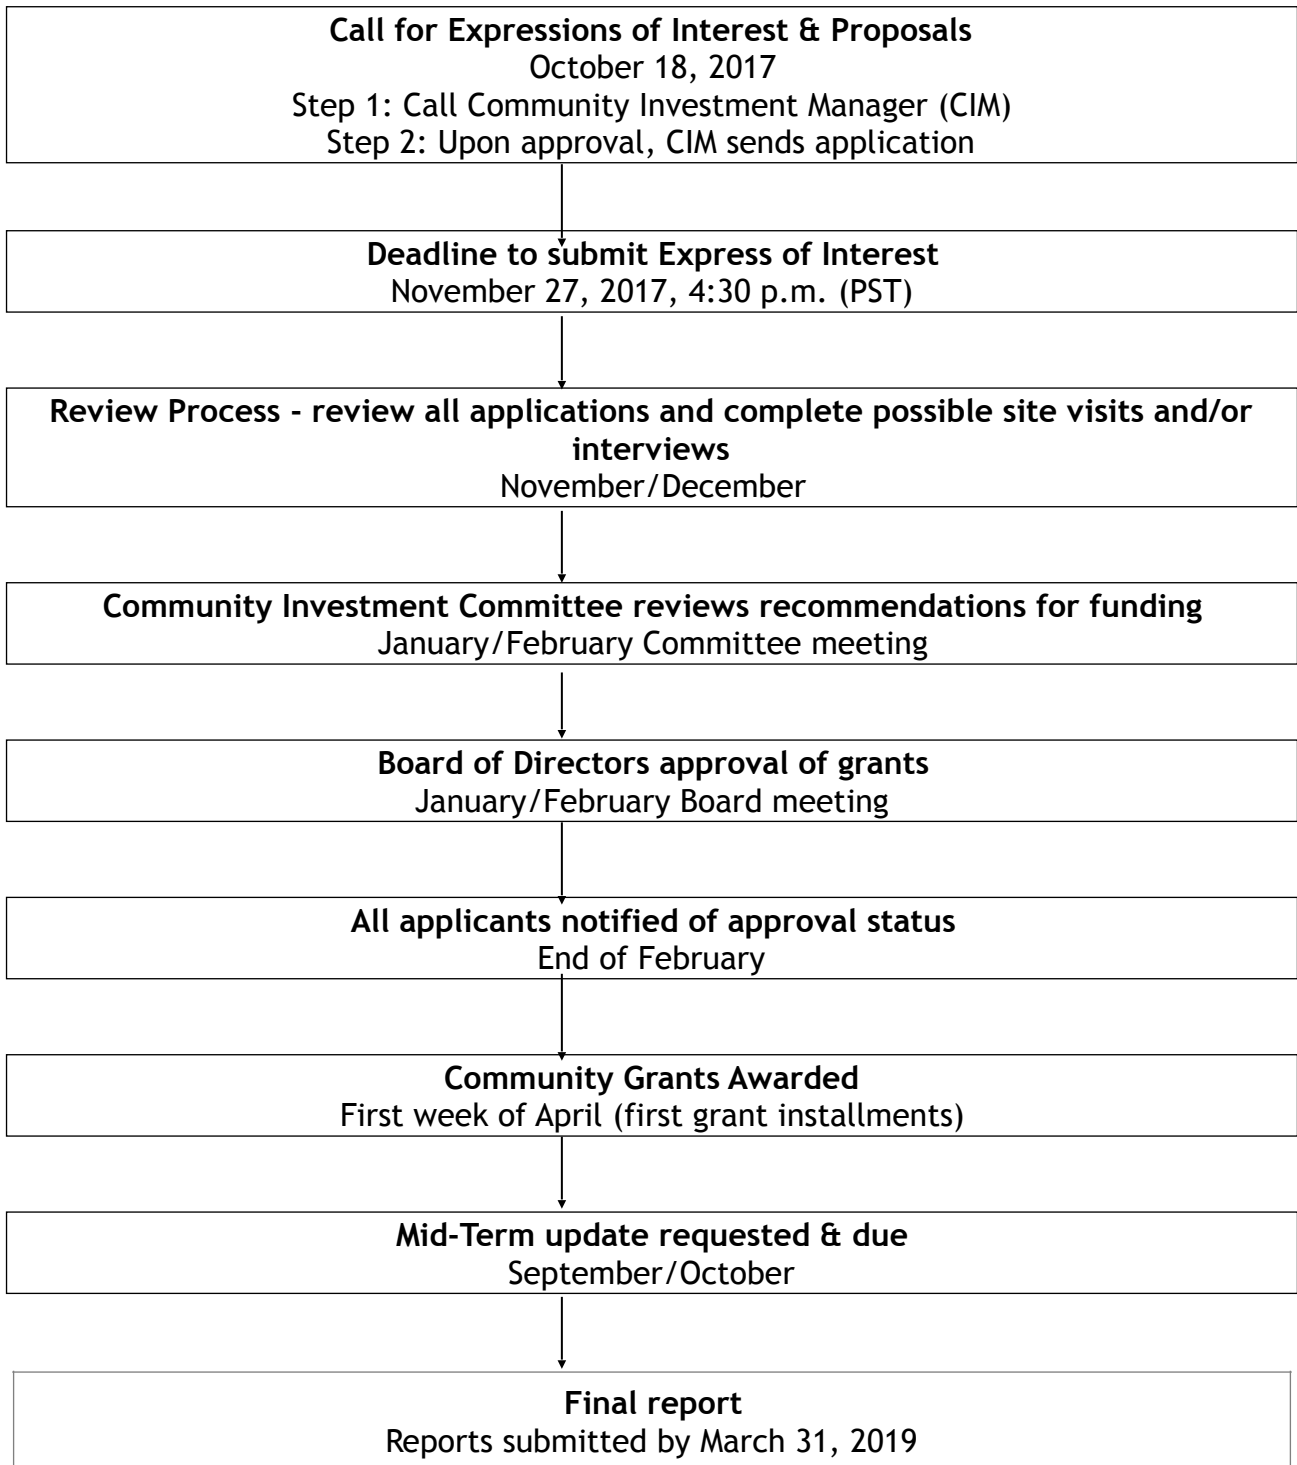 Call for Expressions of Interest & Proposals
October 18, 2017
Step 1: Call Community Investment Manager (CIM)
Step 2: Upon approval, CIM sends application
Deadline to submit Express of Interest
November 27, 2017, 4:30 p.m. (PST)
Review Process - review all applications and complete possible site visits and/or
interviews
November/December
Community Investment Committee reviews recommendations for funding
January/February Committee meeting
Board of Directors approval of grants
January/February Board meeting
All applicants notified of approval status
End of February
Community Grants Awarded
First week of April (first grant installments)
Mid-Term update requested & due
September/October
Final report
Reports submitted by March 31, 2019